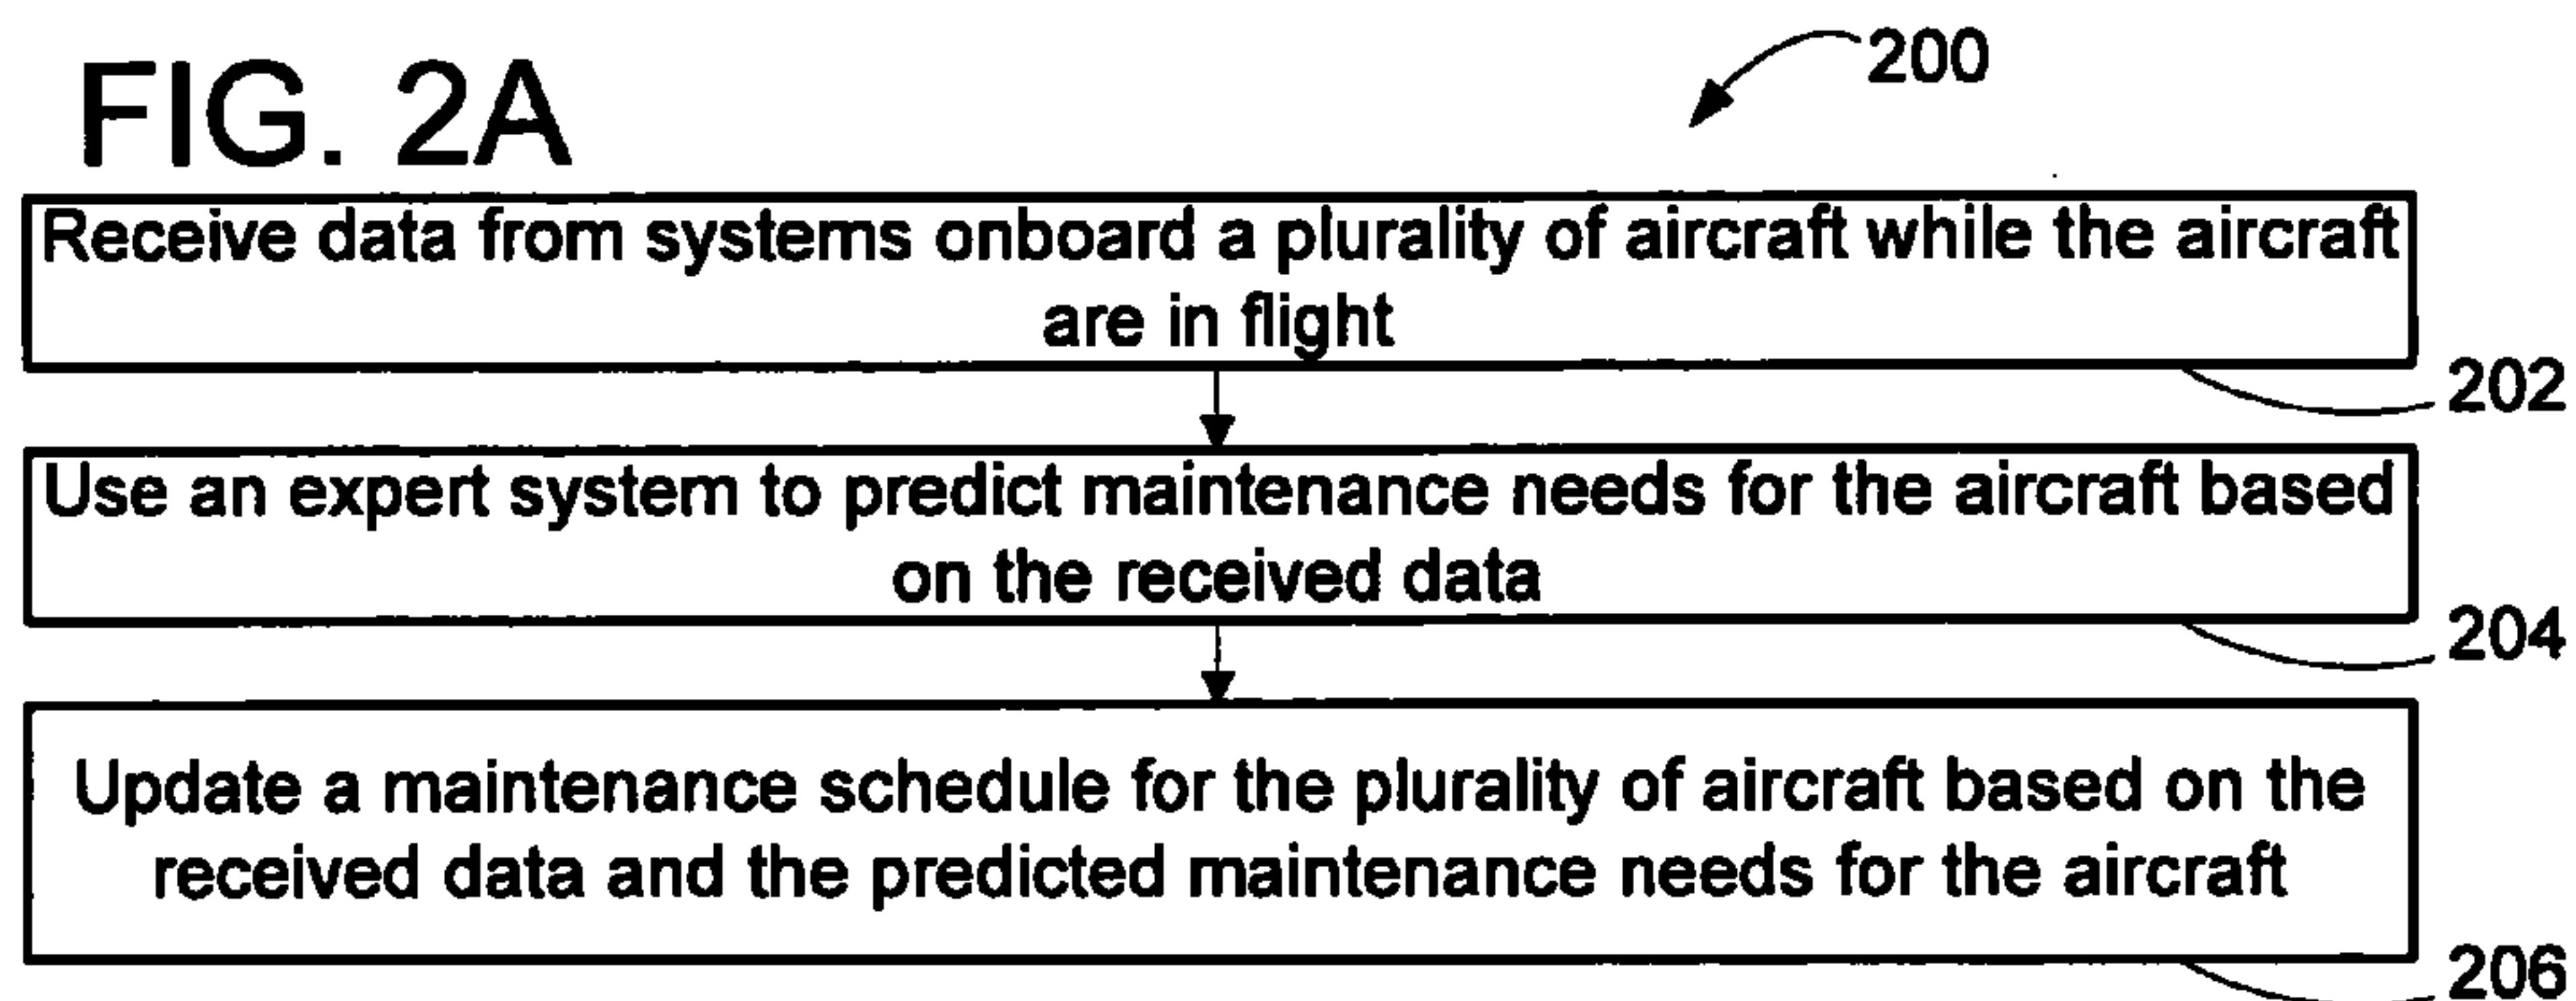 200
FIG. 2A
Receive data from systems onboard a plurality of aircraft while the aircraft
are in flight
202
Use an expert system to predict maintenance needs for the aircraft based
on the received data
204
Update a maintenance schedule for the plurality of aircraft based on the
received data and the predicted maintenance needs for the aircraft
206